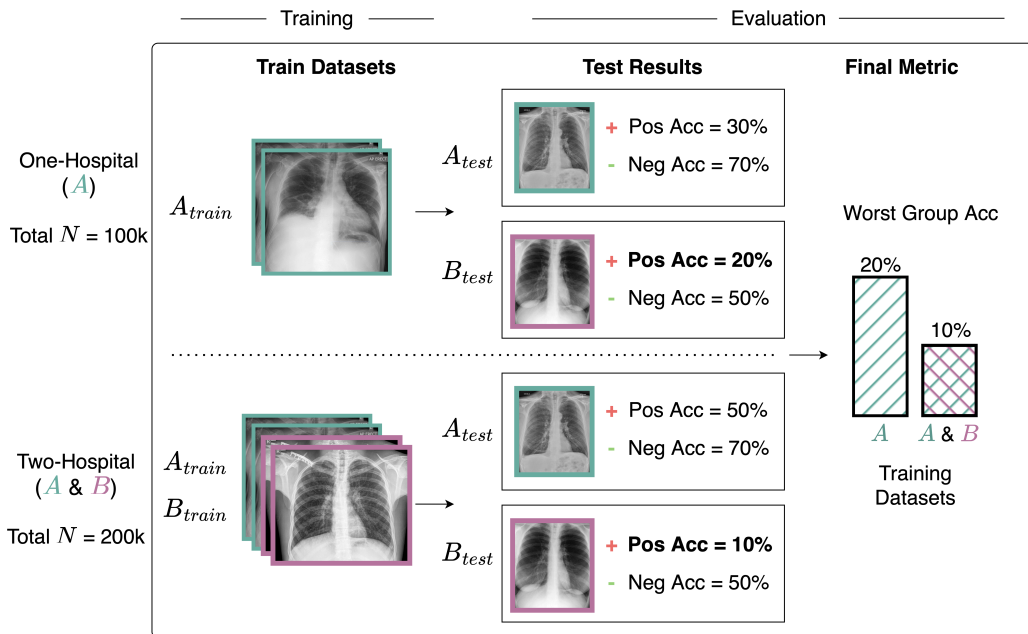 Training
Evaluation
Train Datasets
Test Results
Final Metric
One-Hospital
(A)
Total N = 100k
A_train
A_test
+ Pos Acc = 30%
- Neg Acc = 70%
B_test
+ Pos Acc = 20%
- Neg Acc = 50%
Two-Hospital
(A & B)
Total N = 200k
A_train
B_train
A_test
+ Pos Acc = 50%
- Neg Acc = 70%
B_test
+ Pos Acc = 10%
- Neg Acc = 50%
Worst Group Acc
20%
10%
A
A & B
Training
Datasets